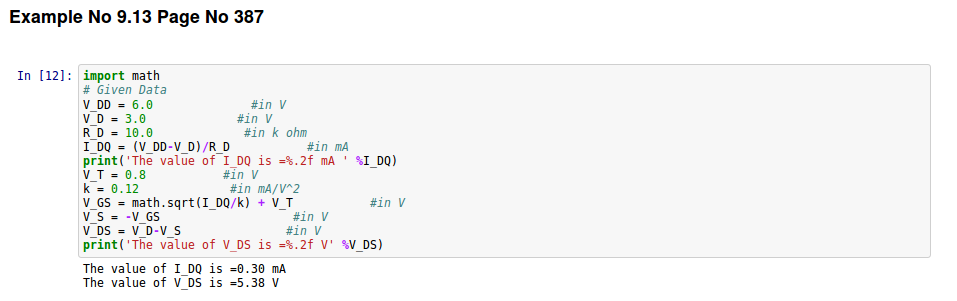 Example No 9.13 Page No 387
In [12]: import math
# Given Data
V_DD = 6.0 #in V
V_D = 3.0 #in V
R_D = 10.0 #in k ohm
I_DQ = (V_DD-V_D)/R_D #in mA
print('The value of I_DQ is =%.2f mA ' %I_DQ)
V_T = 0.8 #in V
k = 0.12 #in mA/V^2
V_GS = math.sqrt(I_DQ/k) + V_T #in V
V_S = -V_GS #in V
V_DS = V_D-V_S #in V
print('The value of V_DS is =%.2f V' %V_DS)
The value of I_DQ is =0.30 mA
The value of V_DS is =5.38 V